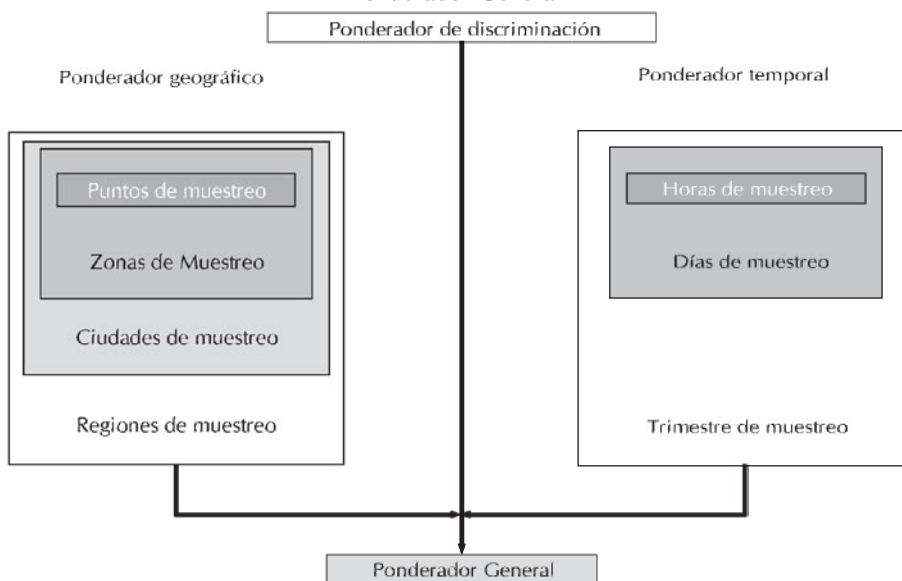 Ponderador de discriminación
Ponderador geográfico
Ponderador temporal
Puntos de muestreo
Zonas de Muestreo
Ciudades de muestreo
Regiones de muestreo
Horas de muestreo
Días de muestreo
Trimestre de muestreo
Ponderador General